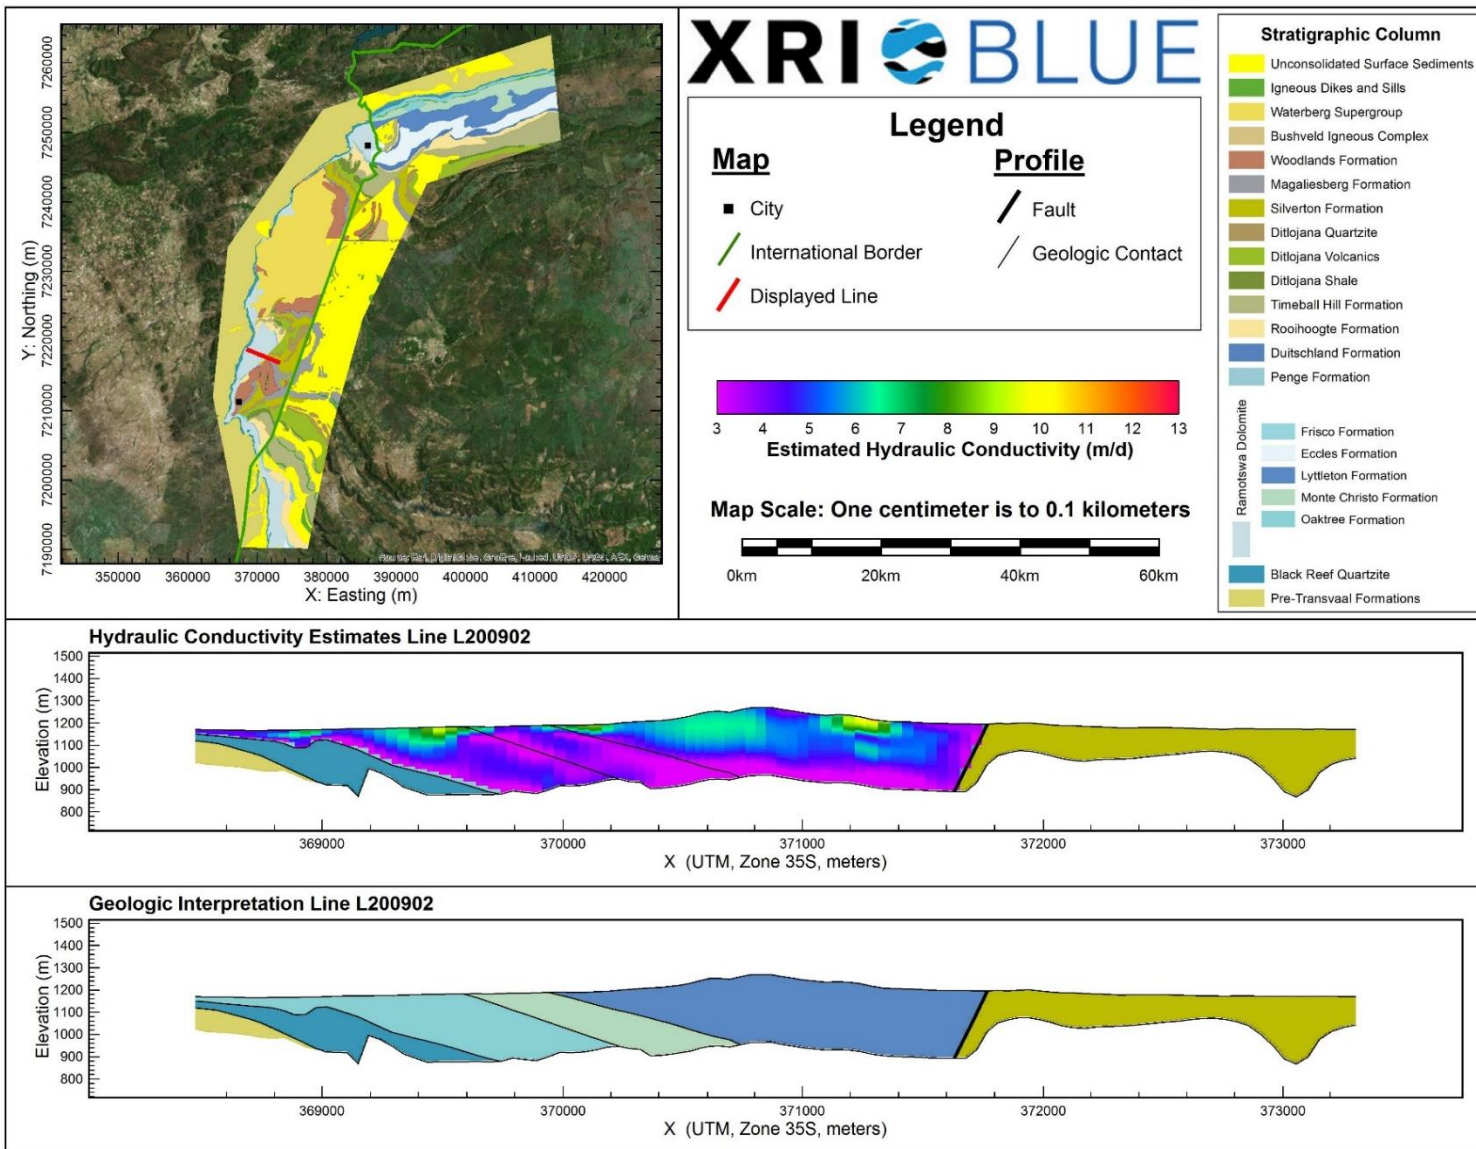 7260000
7250000
7240000
7230000
7220000
7210000
7200000
7190000
Y: Northing (m)
350000 360000 370000 380000 390000 400000 410000 420000
X: Easting (m)
XRI BLUE
Legend
Map
City
International Border
Displayed Line
Profile
Fault
Geologic Contact
3 4 5 6 7 8 9 10 11 12 13
Estimated Hydraulic Conductivity (m/d)
Map Scale: One centimeter is to 0.1 kilometers
0km 20km 40km 60km
Stratigraphic Column
Unconsolidated Surface Sediments
Igneous Dikes and Sills
Waterberg Supergroup
Bushveld Igneous Complex
Woodlands Formation
Magaliesberg Formation
Silverton Formation
Ditlojana Quartzite
Ditlojana Volcanics
Ditlojana Shale
Timeball Hill Formation
Rooihoogte Formation
Duitschland Formation
Penge Formation
Ramotswa Dolomite
Frisco Formation
Eccles Formation
Lyttleton Formation
Monte Christo Formation
Oaktree Formation
Black Reef Quartzite
Pre-Transvaal Formations
Hydraulic Conductivity Estimates Line L200902
1500
1400
1300
1200
1100
1000
900
800
Elevation (m)
369000 370000 371000 372000 373000
X (UTM, Zone 35S, meters)
Geologic Interpretation Line L200902
1500
1400
1300
1200
1100
1000
900
800
Elevation (m)
369000 370000 371000 372000 373000
X (UTM, Zone 35S, meters)